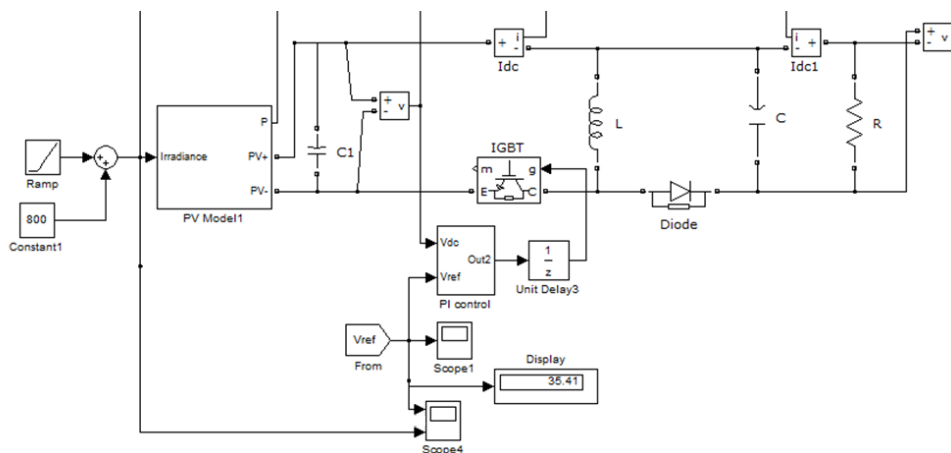 i
Idc
i
Idc1
v
P
v
C1
L
C
R
IGBT
Irradiance
PV+
m
g
Ramp
PV-
E
C
800
PV Model1
Diode
Constant1
Vdc
Out2
1
z
Vref
Unit Delay3
PI control
Vref
From
Scope1
Display
35.41
Scope4